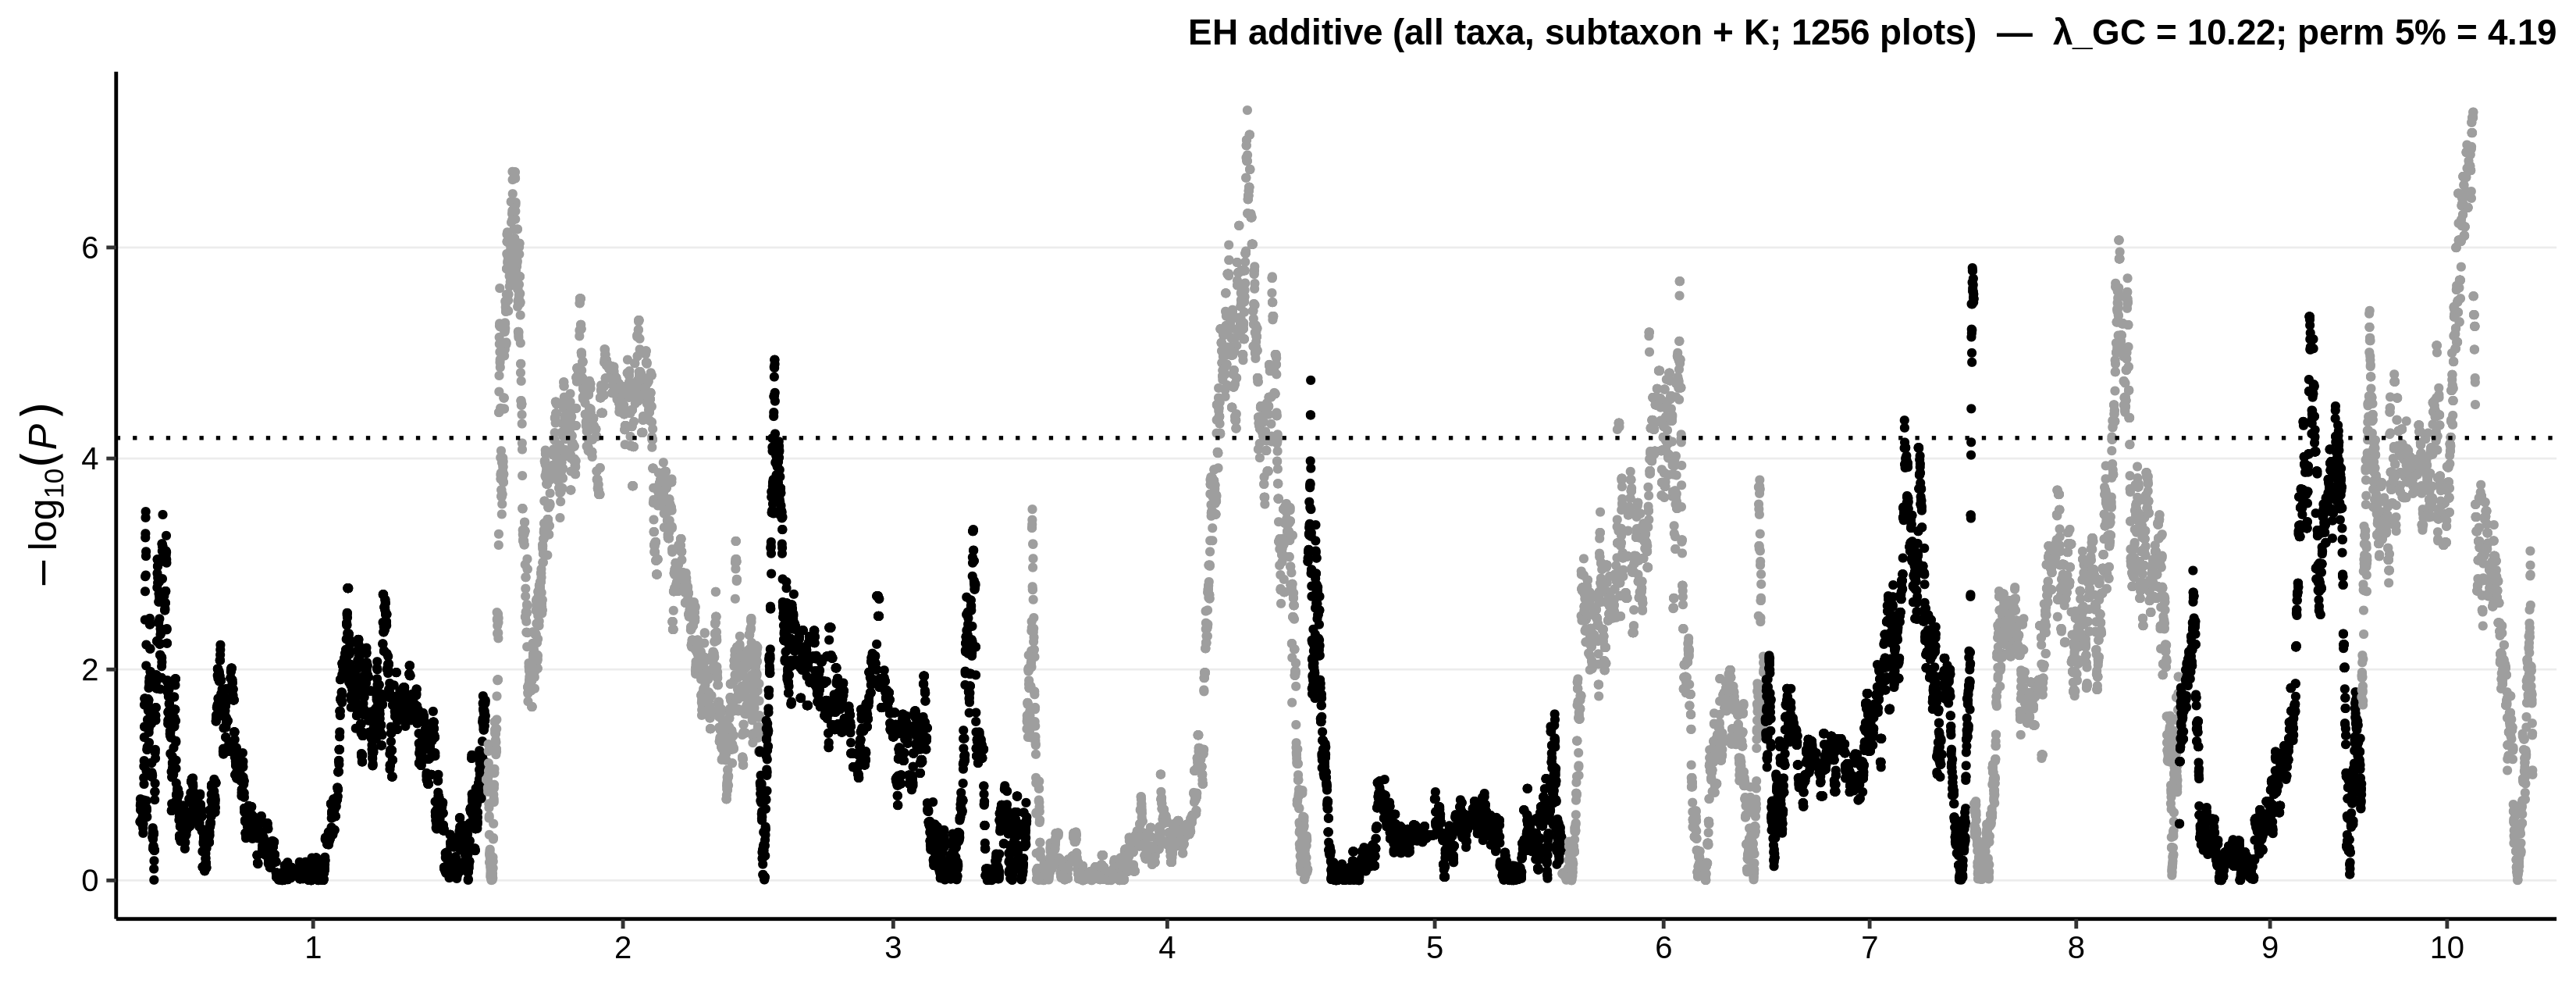 EH additive (all taxa, subtaxon + K; 1256 plots) — λ_GC = 10.22; perm 5% = 4.19
− log10(P)
6
4
2
0
1 2 3 4 5 6 7 8 9 10